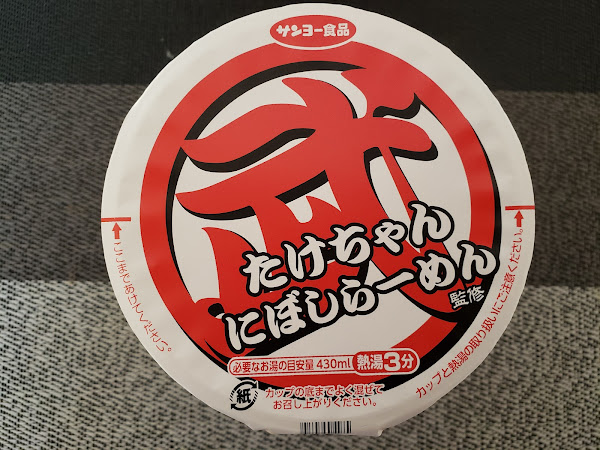 サンヨー食品
武
たけちゃん
にぼしらーめん
監修
ここまであけてください。
必要なお湯の目安量 430ml
熱湯3分
紙
カップの底までよく混ぜて
お召し上がりください。
カップと熱湯の取り扱いにご注意ください。